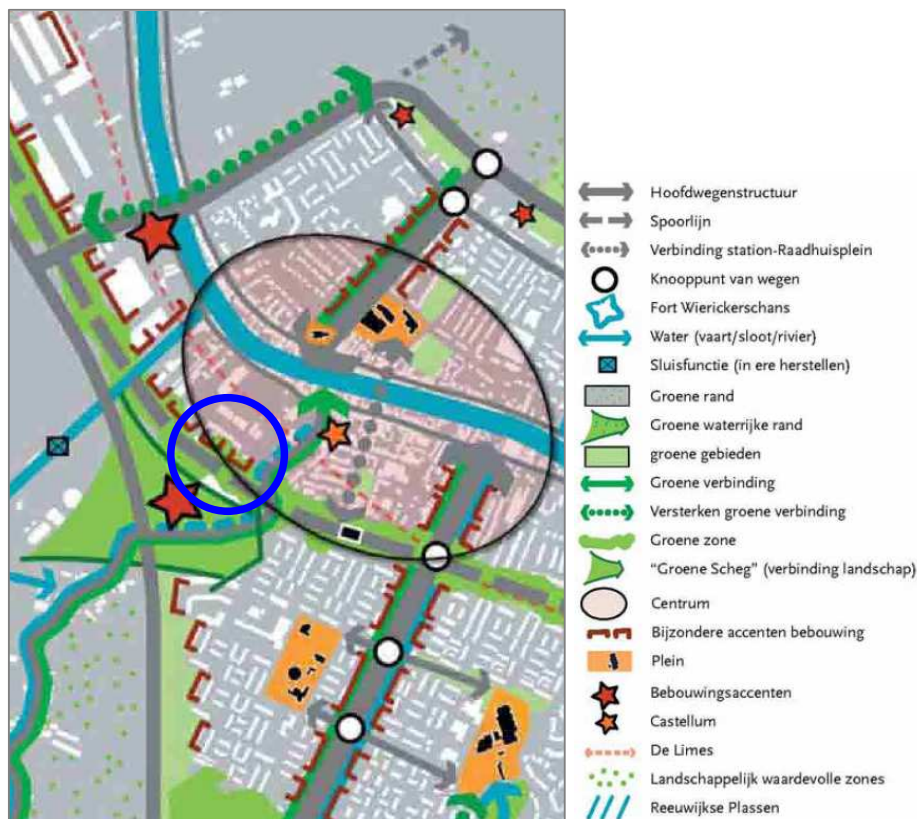 Hoofdwegenstructuur
Spoorlijn
Verbinding station-Raadhuisplein
Knooppunt van wegen
Fort Wierickerschans
Water (vaart/sloot/rivier)
Sluisfunctie (in ere herstellen)
Groene rand
Groene waterrijke rand
groene gebieden
Groene verbinding
Versterken groene verbinding
Groene zone
“Groene Scheg” (verbinding landschap)
Centrum
Bijzondere accenten bebouwing
Plein
Bebouwingsaccenten
Castellum
De Limes
Landschappelijk waardevolle zones
Reeuwijkse Plassen